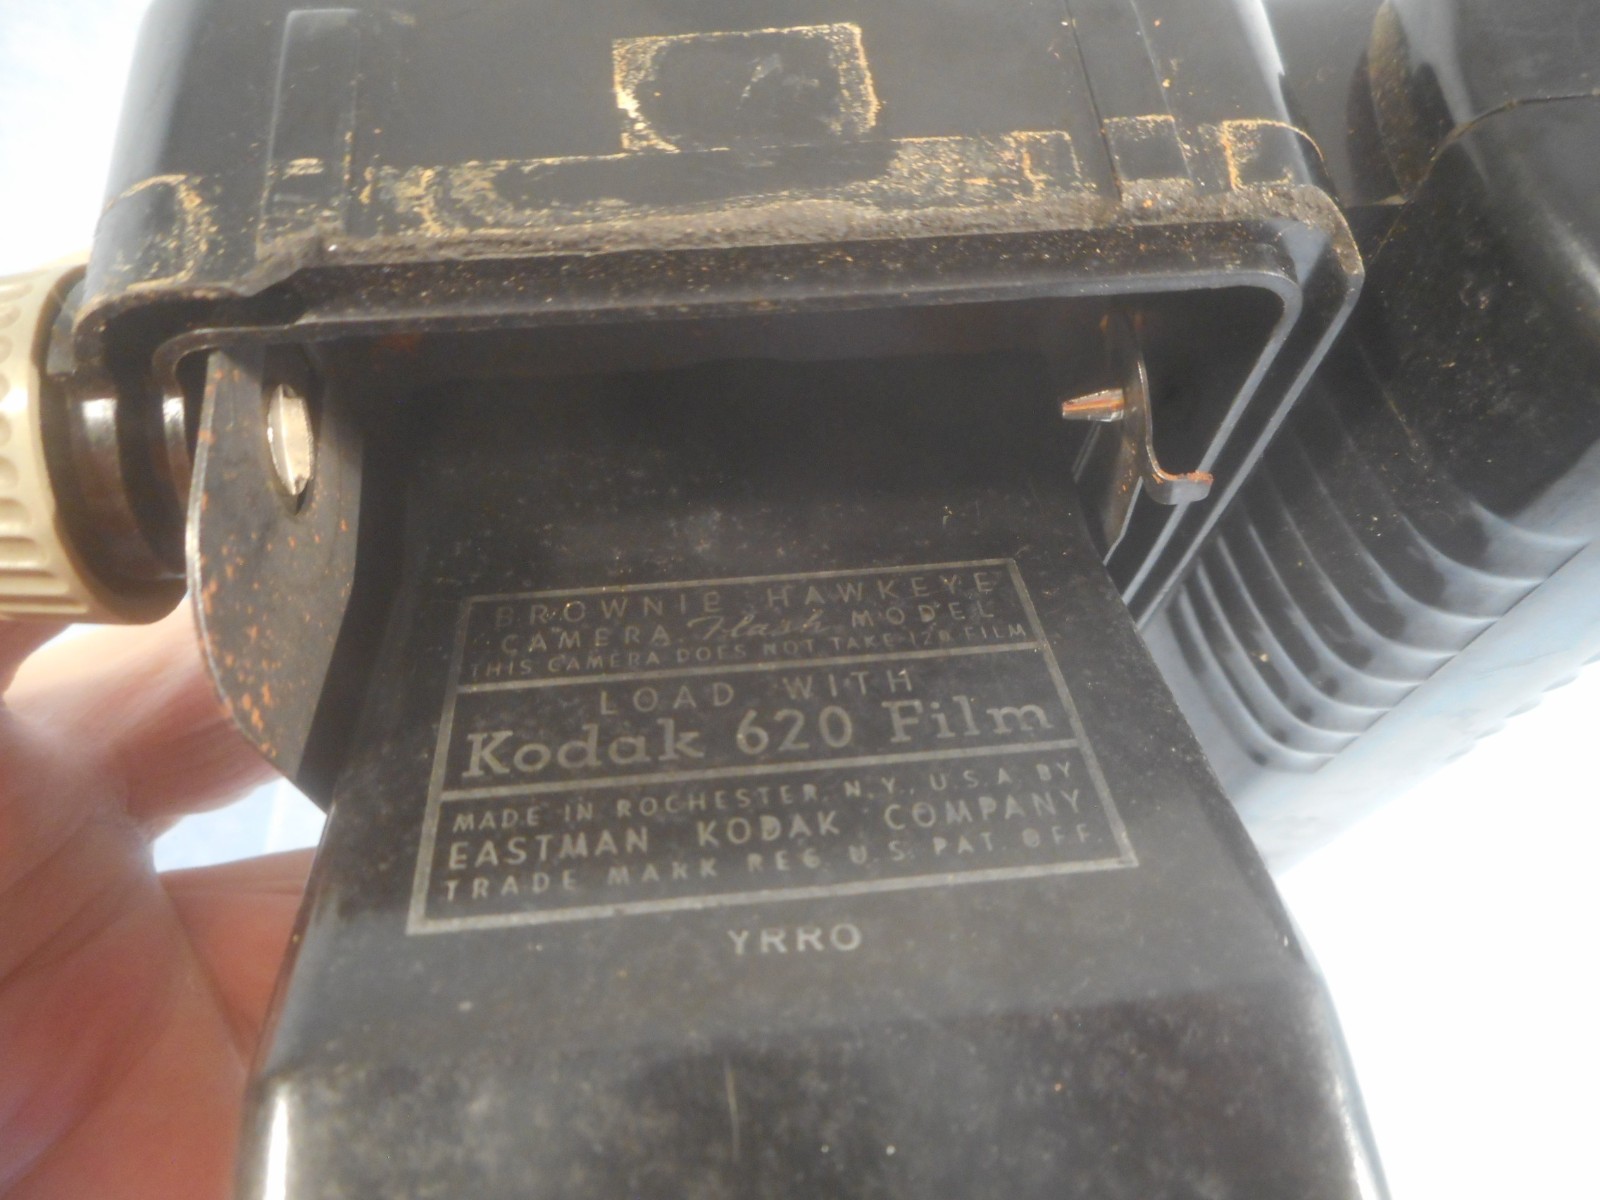 BROWNIE HAWKEYE
CAMERA Flash MODEL
THIS CAMERA DOES NOT TAKE 120 FILM
LOAD WITH
Kodak 620 Film
MADE IN ROCHESTER, N.Y., U.S.A. BY
EASTMAN KODAK COMPANY
TRADE MARK REG. U.S. PAT. OFF.
YRRO